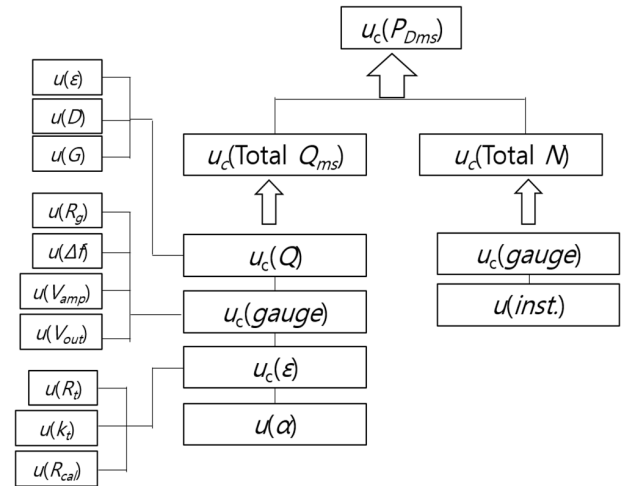 u_c(P_Dms)
u(ε)
u(D)
u(G)
u_c(Total Q_ms)
u_c(Total N)
u(R_g)
u(Δf)
u(V_amp)
u(V_out)
u_c(Q)
u_c(gauge)
u_c(gauge)
u(inst.)
u_c(ε)
u(α)
u(R_t)
u(k_t)
u(R_cal)